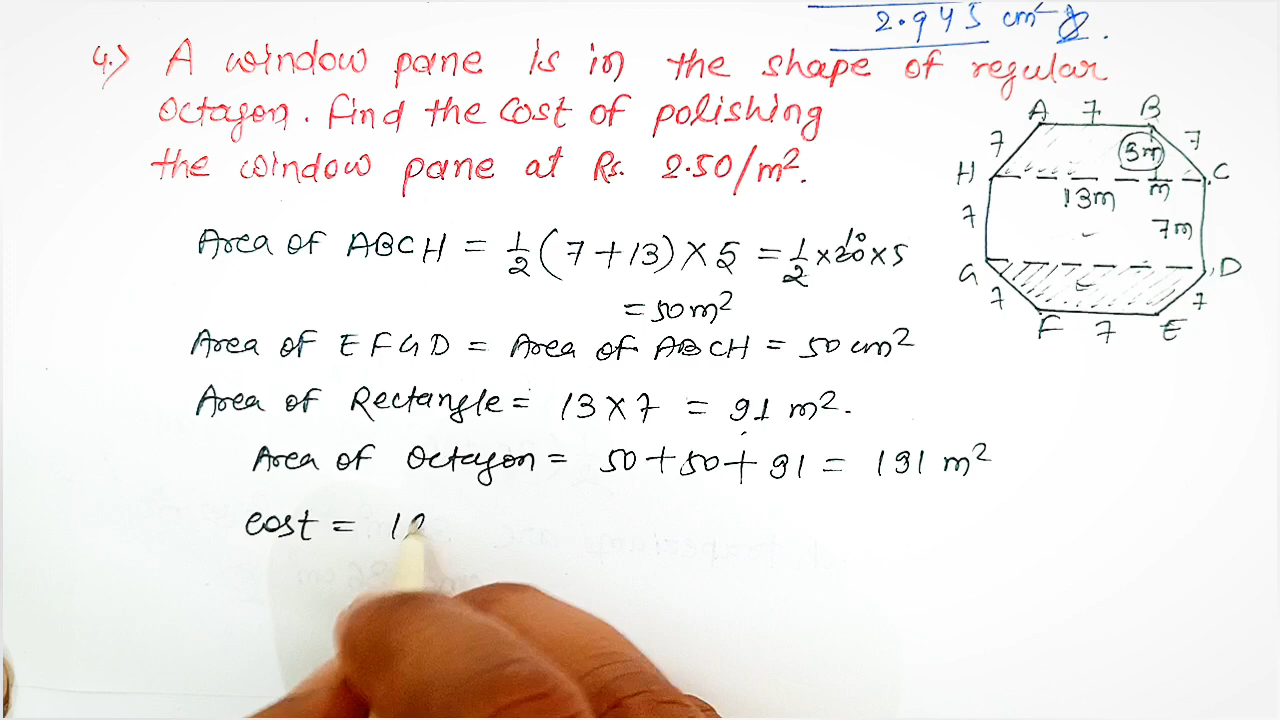 2.945 cm²
4.) A window pane is in the shape of regular
octagon. Find the cost of polishing
the window pane at Rs. 2.50/m².
A 7 B
7 7
5m
H C
13m m
7 7m
G D
7 7
F 7 E
Area of ABCH = 1/2 (7+13) × 5 = 1/2 × 20 × 5
10
= 50m²
Area of EFGD = Area of ABCH = 50 cm²
Area of Rectangle = 13 × 7 = 91 m².
Area of Octagon = 50 + 50 + 91 = 191 m²
cost =